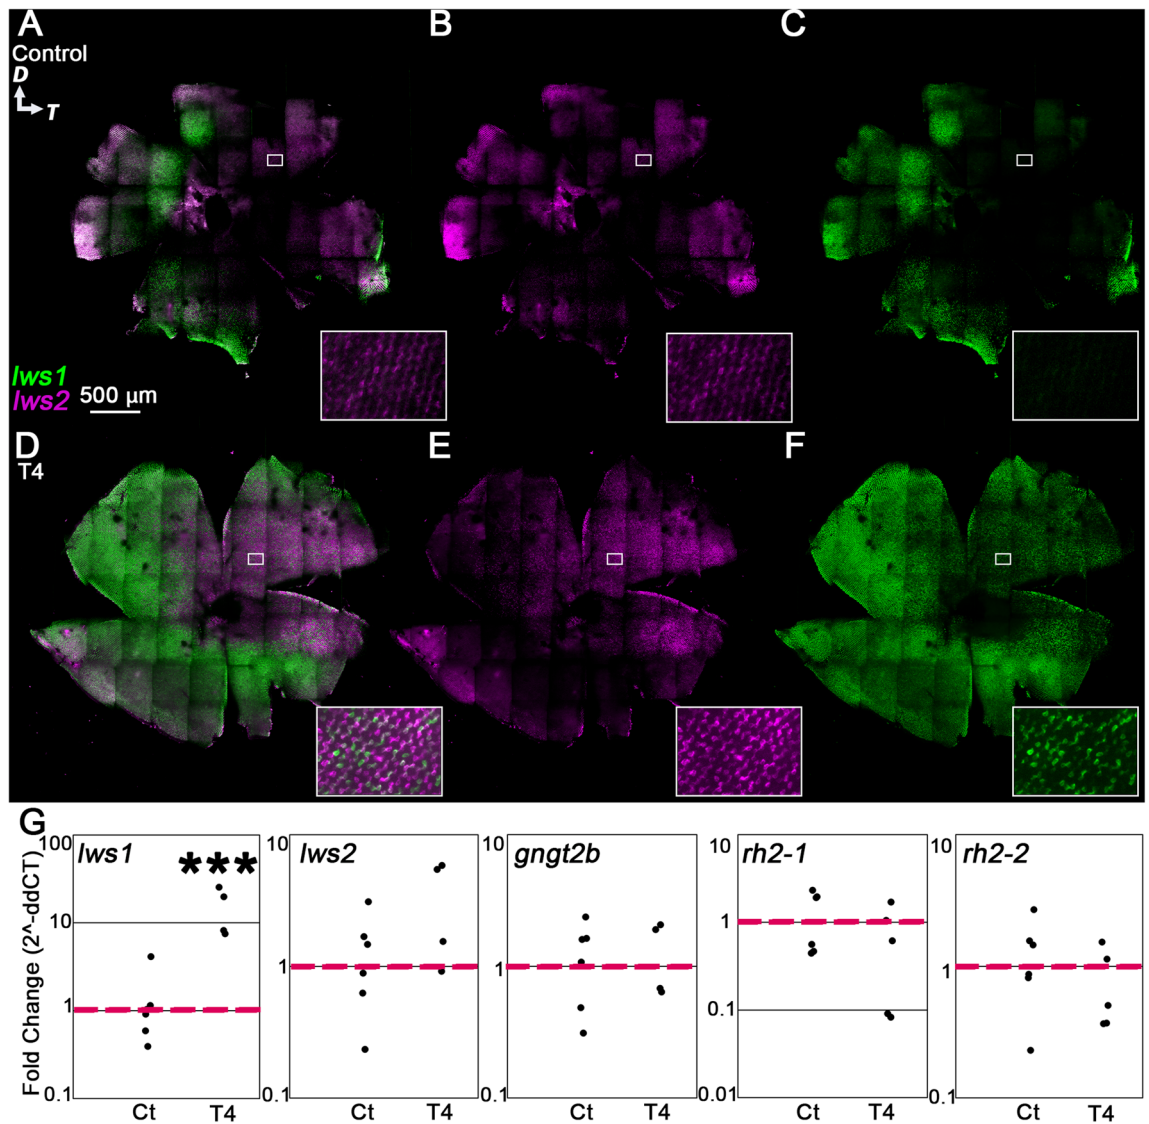 A
B
C
Control
D
T
lws1
lws2
500 µm
D
E
F
T4
G
Fold Change (2^-ddCT)
100
10
1
0.1
lws1
***
Ct
T4
10
1
0.1
lws2
Ct
T4
10
1
0.1
gngt2b
Ct
T4
10
1
0.1
0.01
rh2-1
Ct
T4
10
1
0.1
rh2-2
Ct
T4